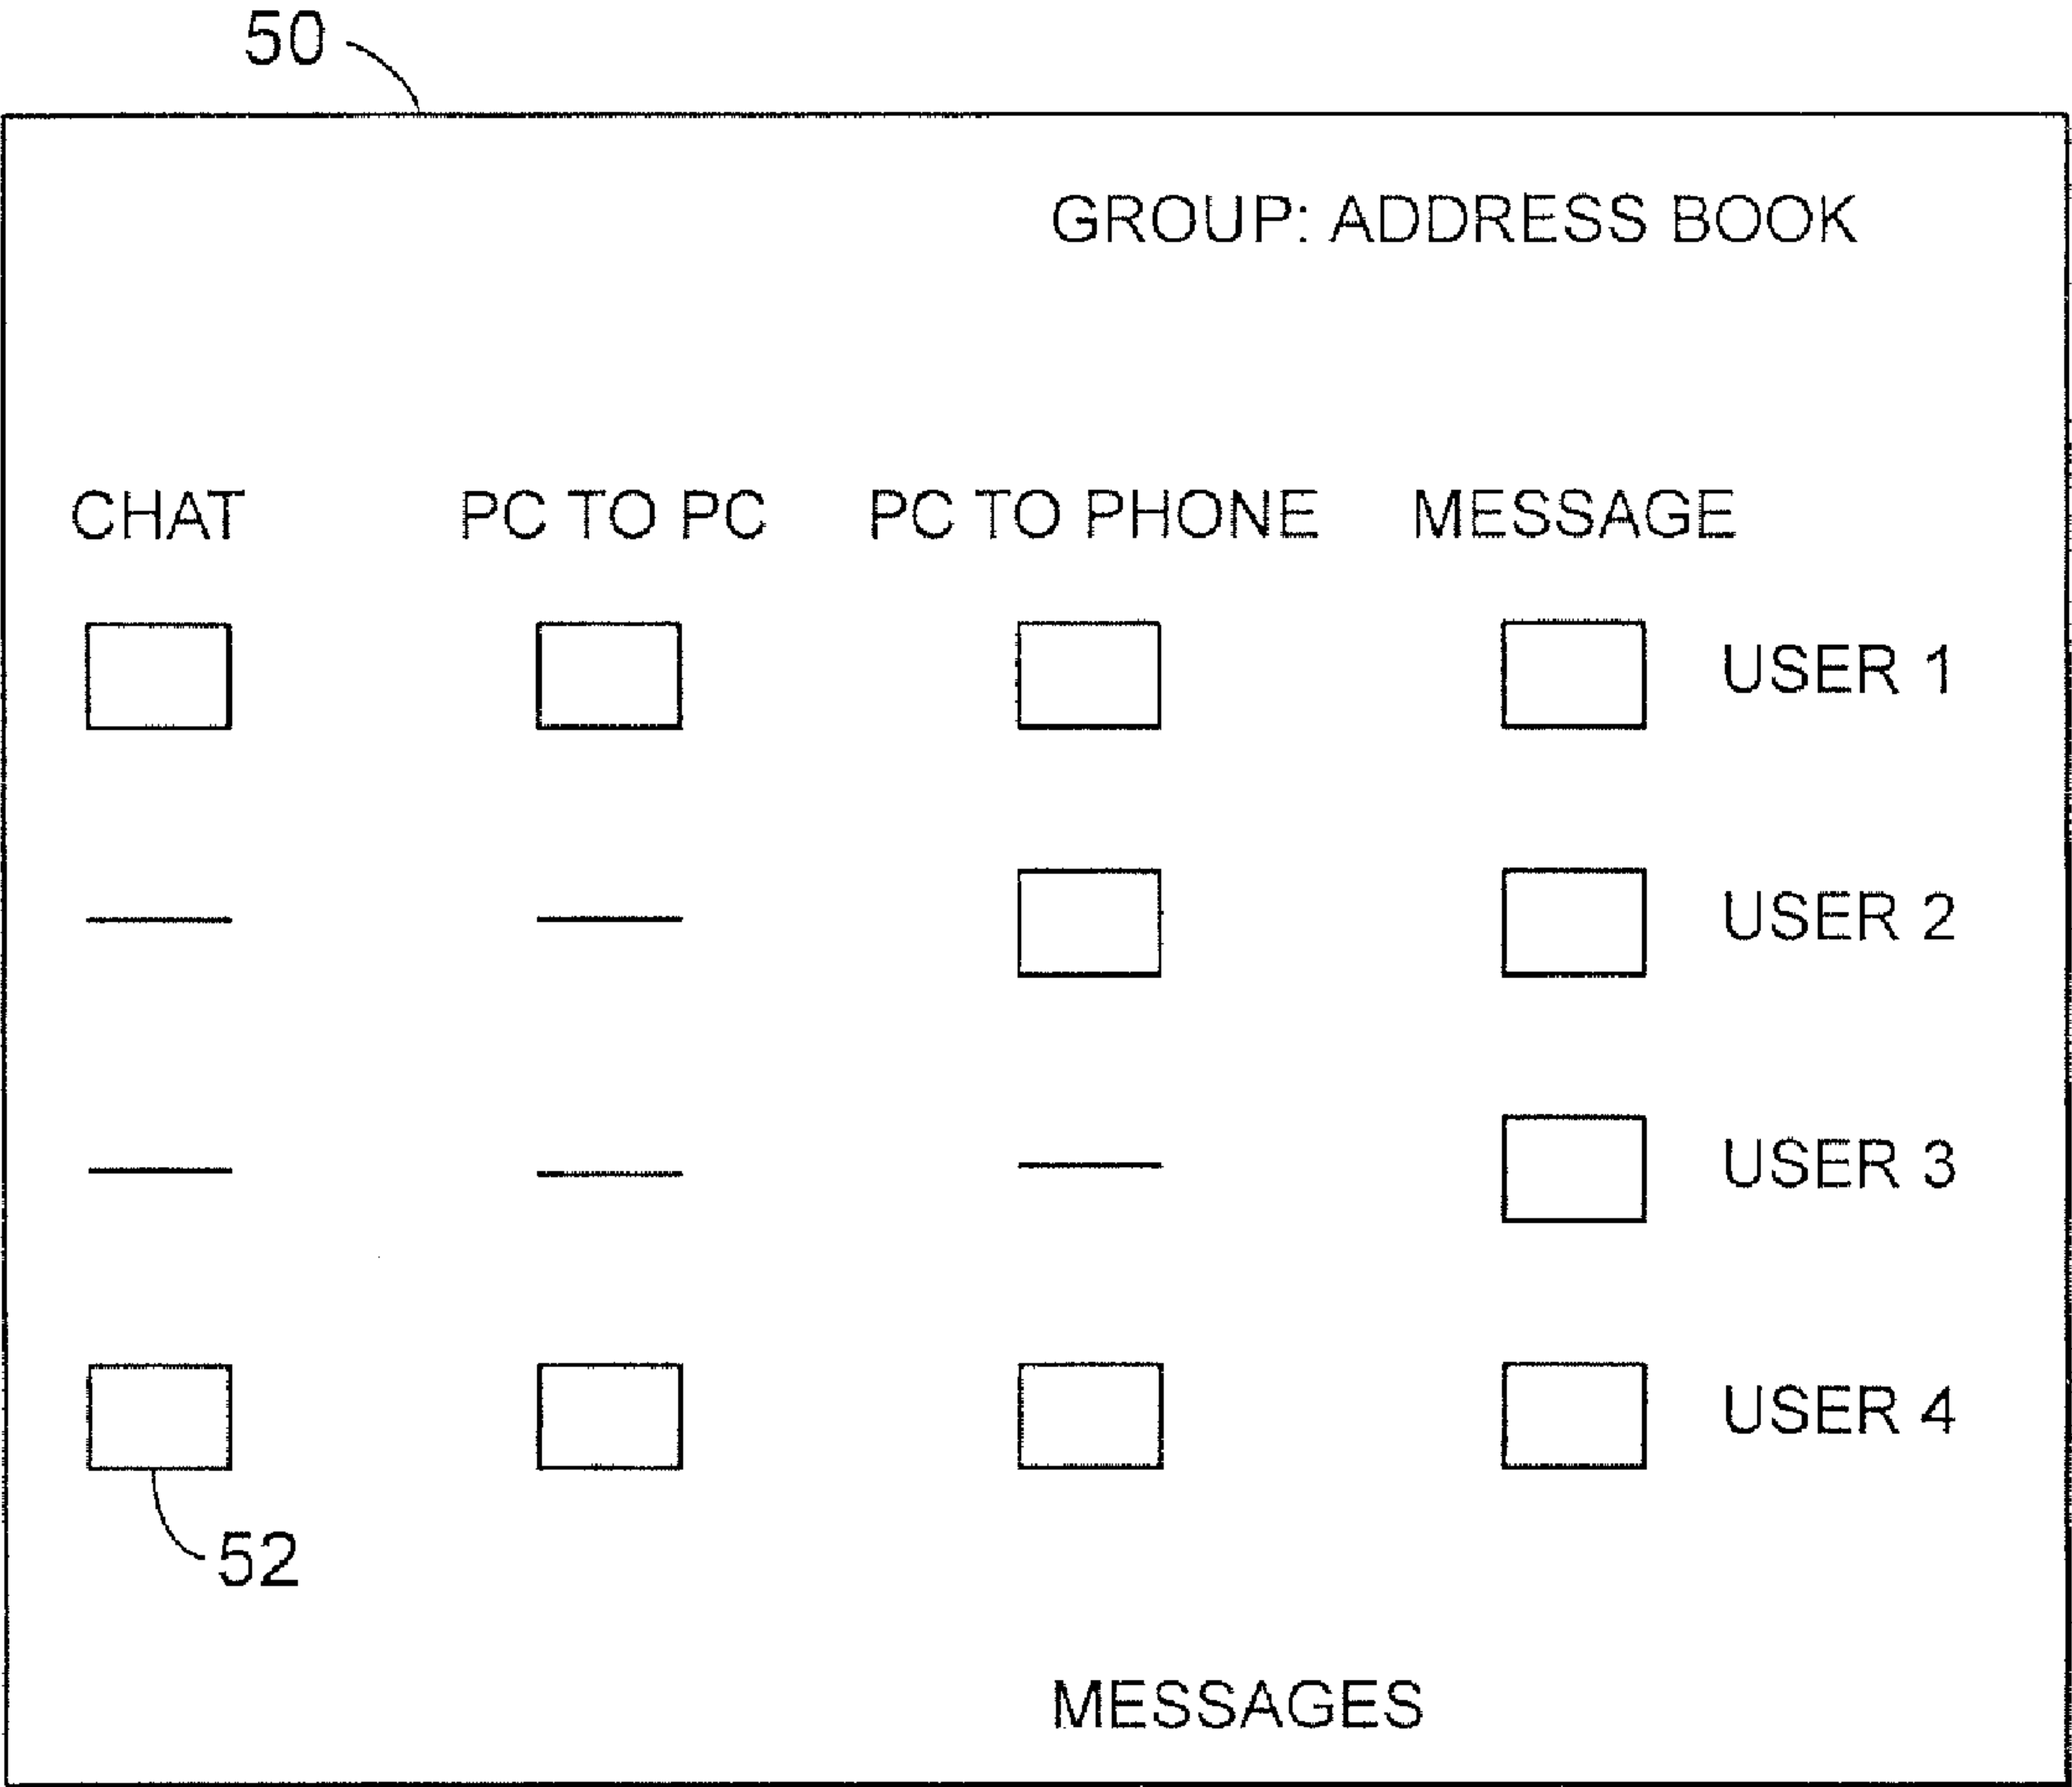 50
GROUP: ADDRESS BOOK
CHAT PC TO PC PC TO PHONE MESSAGE
USER 1
USER 2
USER 3
USER 4
52
MESSAGES